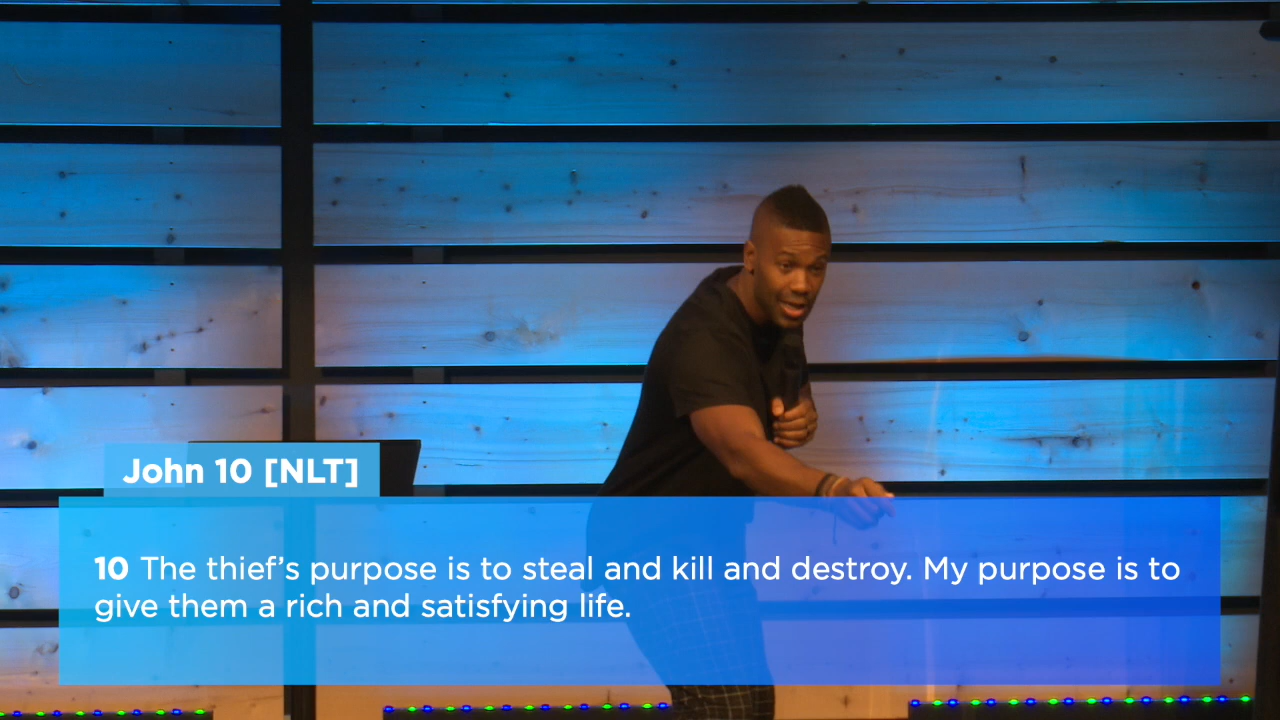 John 10 [NLT]
10 The thief’s purpose is to steal and kill and destroy. My purpose is to
give them a rich and satisfying life.